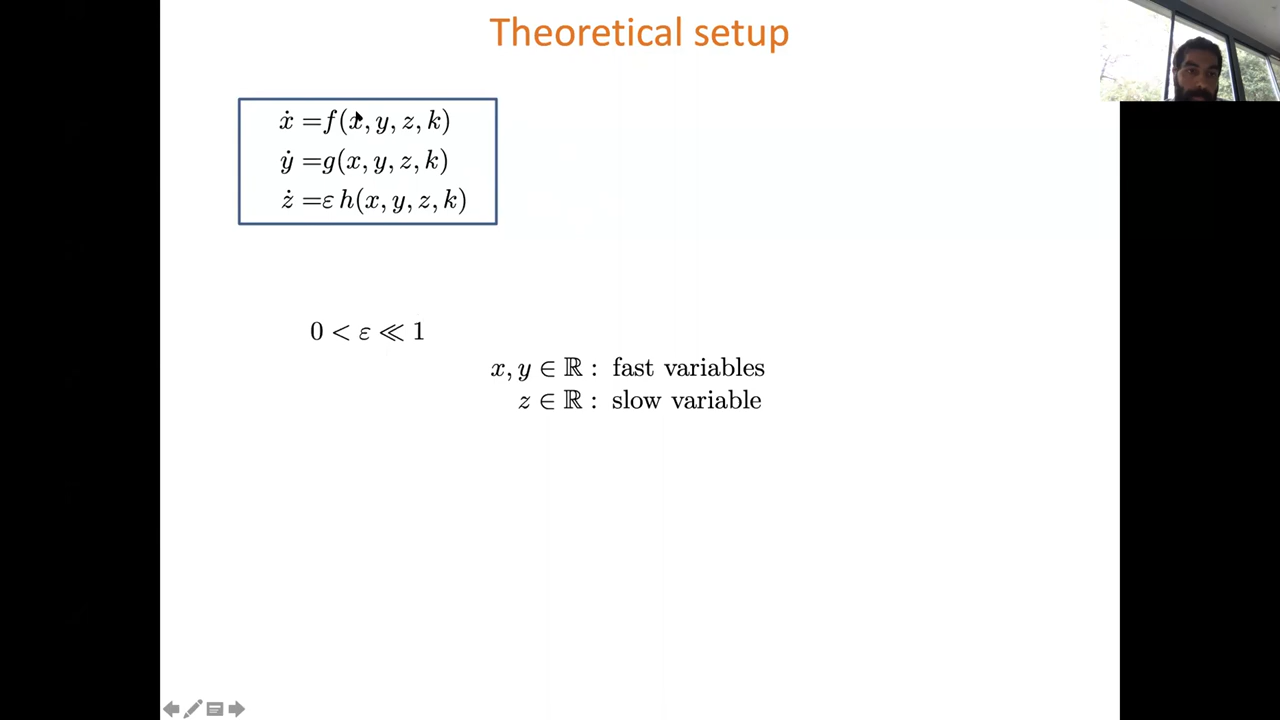 Theoretical setup
ẋ = f(x, y, z, k)
ẏ = g(x, y, z, k)
ż = ε h(x, y, z, k)
0 < ε ≪ 1
x, y ∈ ℝ : fast variables
z ∈ ℝ : slow variable